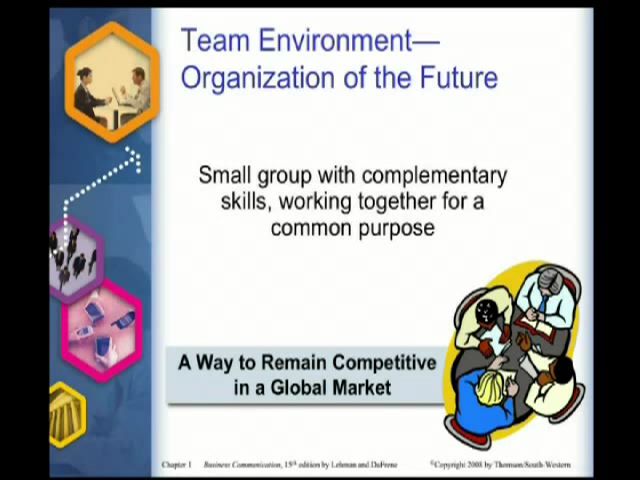 Team Environment—
Organization of the Future
Small group with complementary
skills, working together for a
common purpose
A Way to Remain Competitive
in a Global Market
Chapter 1 Business Communication, 15th edition by Lehman and DuFrene ©Copyright 2008 by Thomson/South-Western